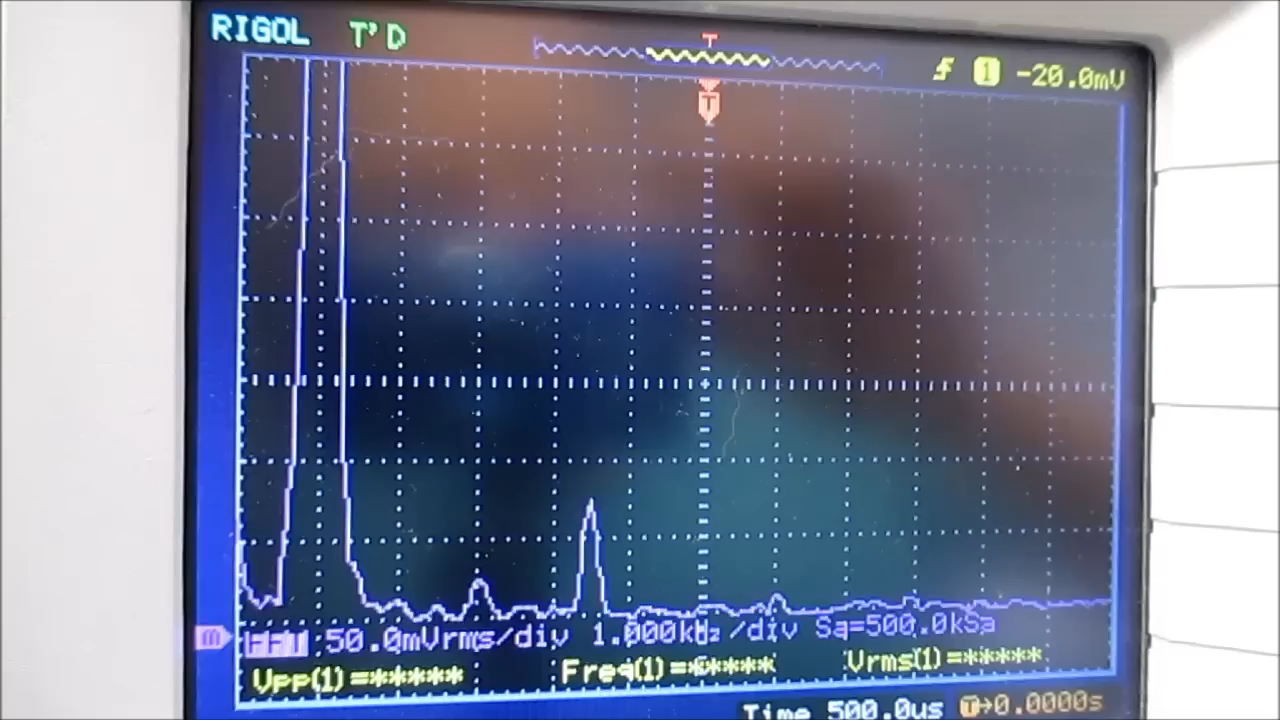 RIGOL T'D 1 -20.0mV
T
T
m FFT 50.0mVrms/div 1.000kHz/div Sa=500.0kSa
Vpp(1)=***** Freq(1)=***** Vrms(1)=*****
Time 500.0us T→0.0000s